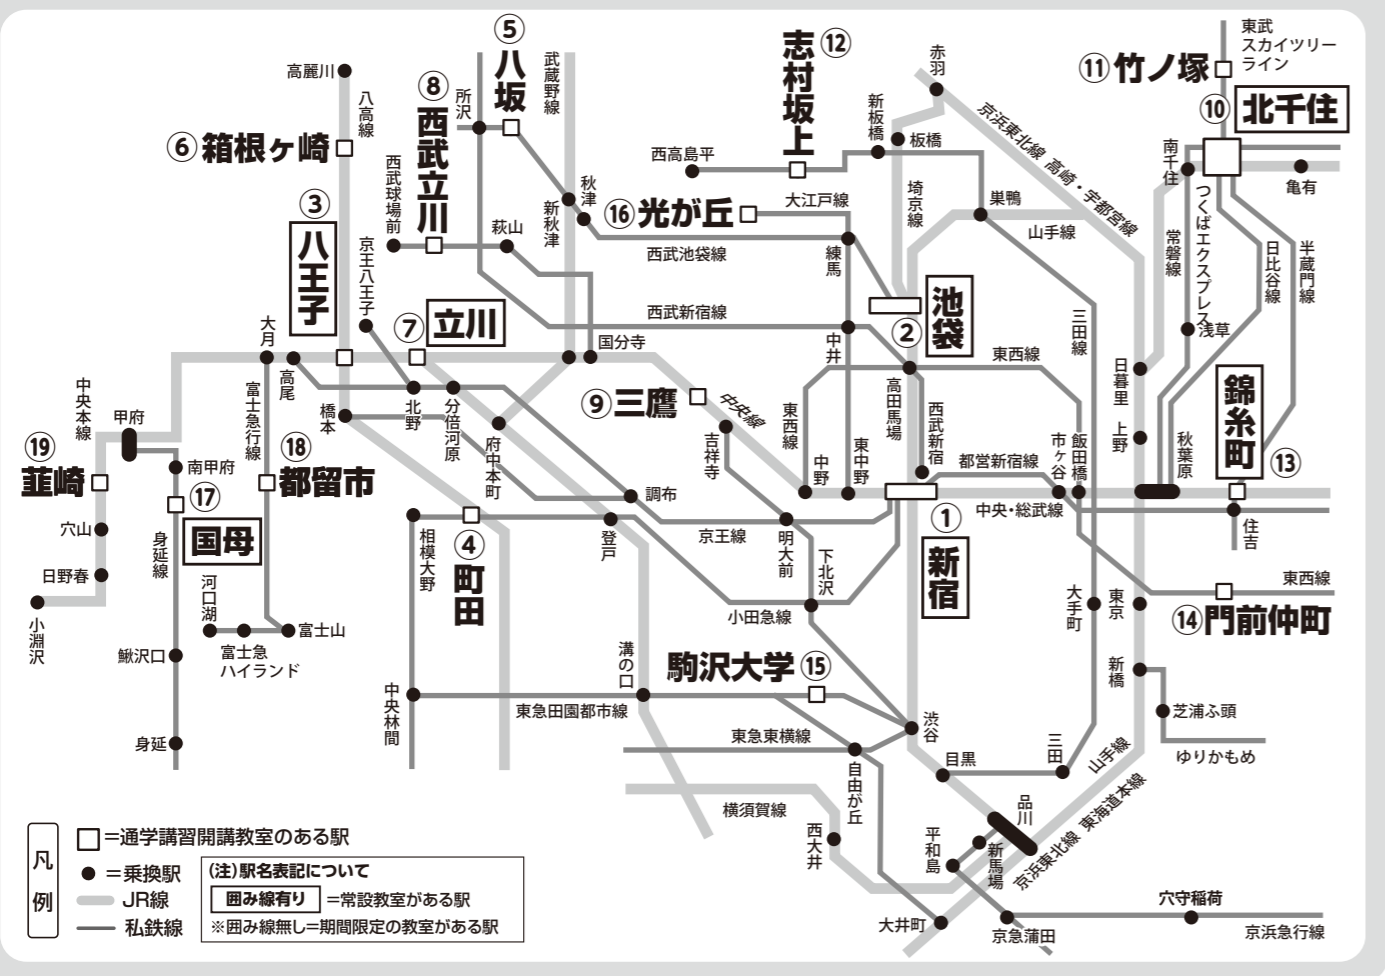 ⑤
八坂
武蔵野線
⑧
西武立川
所沢
高麗川
八高線
⑥ 箱根ヶ崎
西武球場前
③
八王子
京王八王子
秋津
新秋津
萩山
⑫
志村坂上
西高島平
新板橋
板橋
赤羽
京浜東北線 高崎・宇都宮線
⑪ 竹ノ塚
東武
スカイツリー
ライン
⑩ 北千住
南千住
亀有
⑯ 光が丘
大江戸線
埼京線
巣鴨
山手線
西武池袋線
練馬
常磐線
つくばエクスプレス
日比谷線
半蔵門線
浅草
池袋
②
三田線
西武新宿線
中井
東西線
高田馬場
西武新宿
日暮里
上野
秋葉原
錦糸町
⑬
住吉
大月
高尾
⑦ 立川
国分寺
⑨ 三鷹
中央線
吉祥寺
東西線
中野
東中野
都営新宿線
市ヶ谷
飯田橋
中央・総武線
①
新宿
中央本線
甲府
富士急行線
橋本
北野
分倍河原
府中本町
調布
京王線
明大前
下北沢
⑲
韮崎
南甲府
⑰
国母
⑱
都留市
穴山
日野春
小淵沢
身延線
河口湖
富士山
富士急
ハイランド
鰍沢口
身延
相模大野
④
町田
登戸
小田急線
大手町
東京
東西線
⑭ 門前仲町
新橋
芝浦ふ頭
ゆりかもめ
溝の口
駒沢大学 ⑮
中央林間
東急田園都市線
渋谷
東急東横線
自由が丘
目黒
三田
山手線
京浜東北線 東海道本線
横須賀線
西大井
品川
平和島
新馬場
大井町
京急蒲田
穴守稲荷
京浜急行線
凡例
□=通学講習開講教室のある駅
●=乗換駅
JR線
私鉄線
(注)駅名表記について
囲み線有り =常設教室がある駅
※囲み線無し=期間限定の教室がある駅